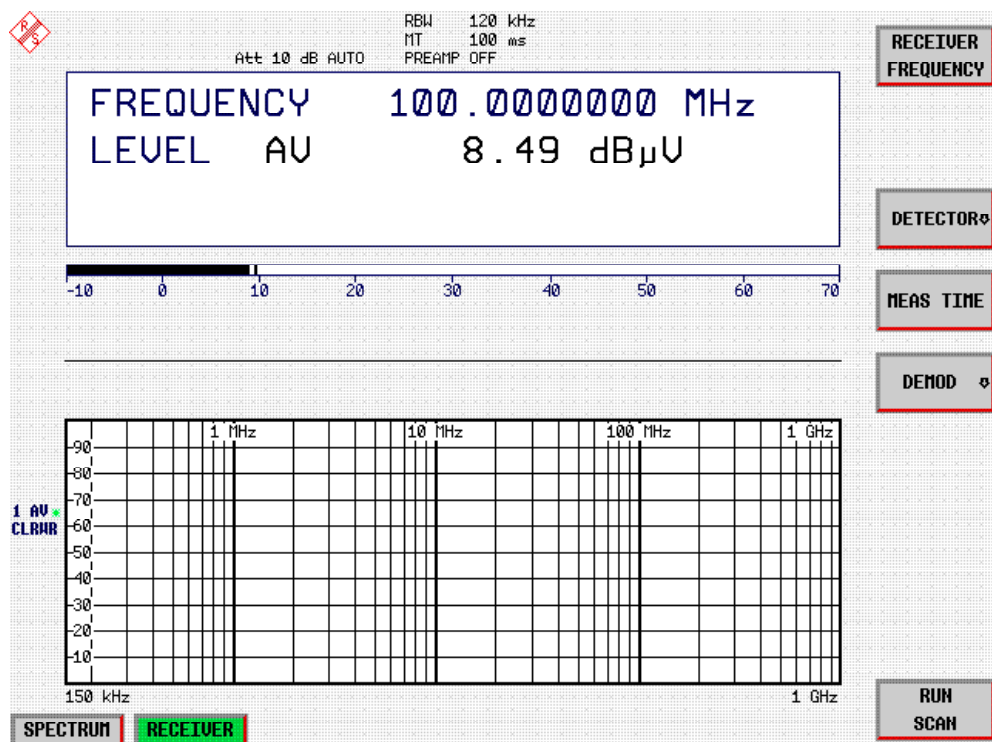 R
S
RBW 120 kHz
MT 100 ms
Att 10 dB AUTO PREAMP OFF
RECEIVER
FREQUENCY
FREQUENCY 100.0000000 MHz
LEVEL AV 8.49 dBµV
DETECTOR
-10 0 10 20 30 40 50 60 70
MEAS TIME
DEMOD
1 MHz 10 MHz 100 MHz 1 GHz
90
80
70
1 AV
CLRWR
60
50
40
30
20
10
150 kHz 1 GHz
RUN
SCAN
SPECTRUM RECEIVER